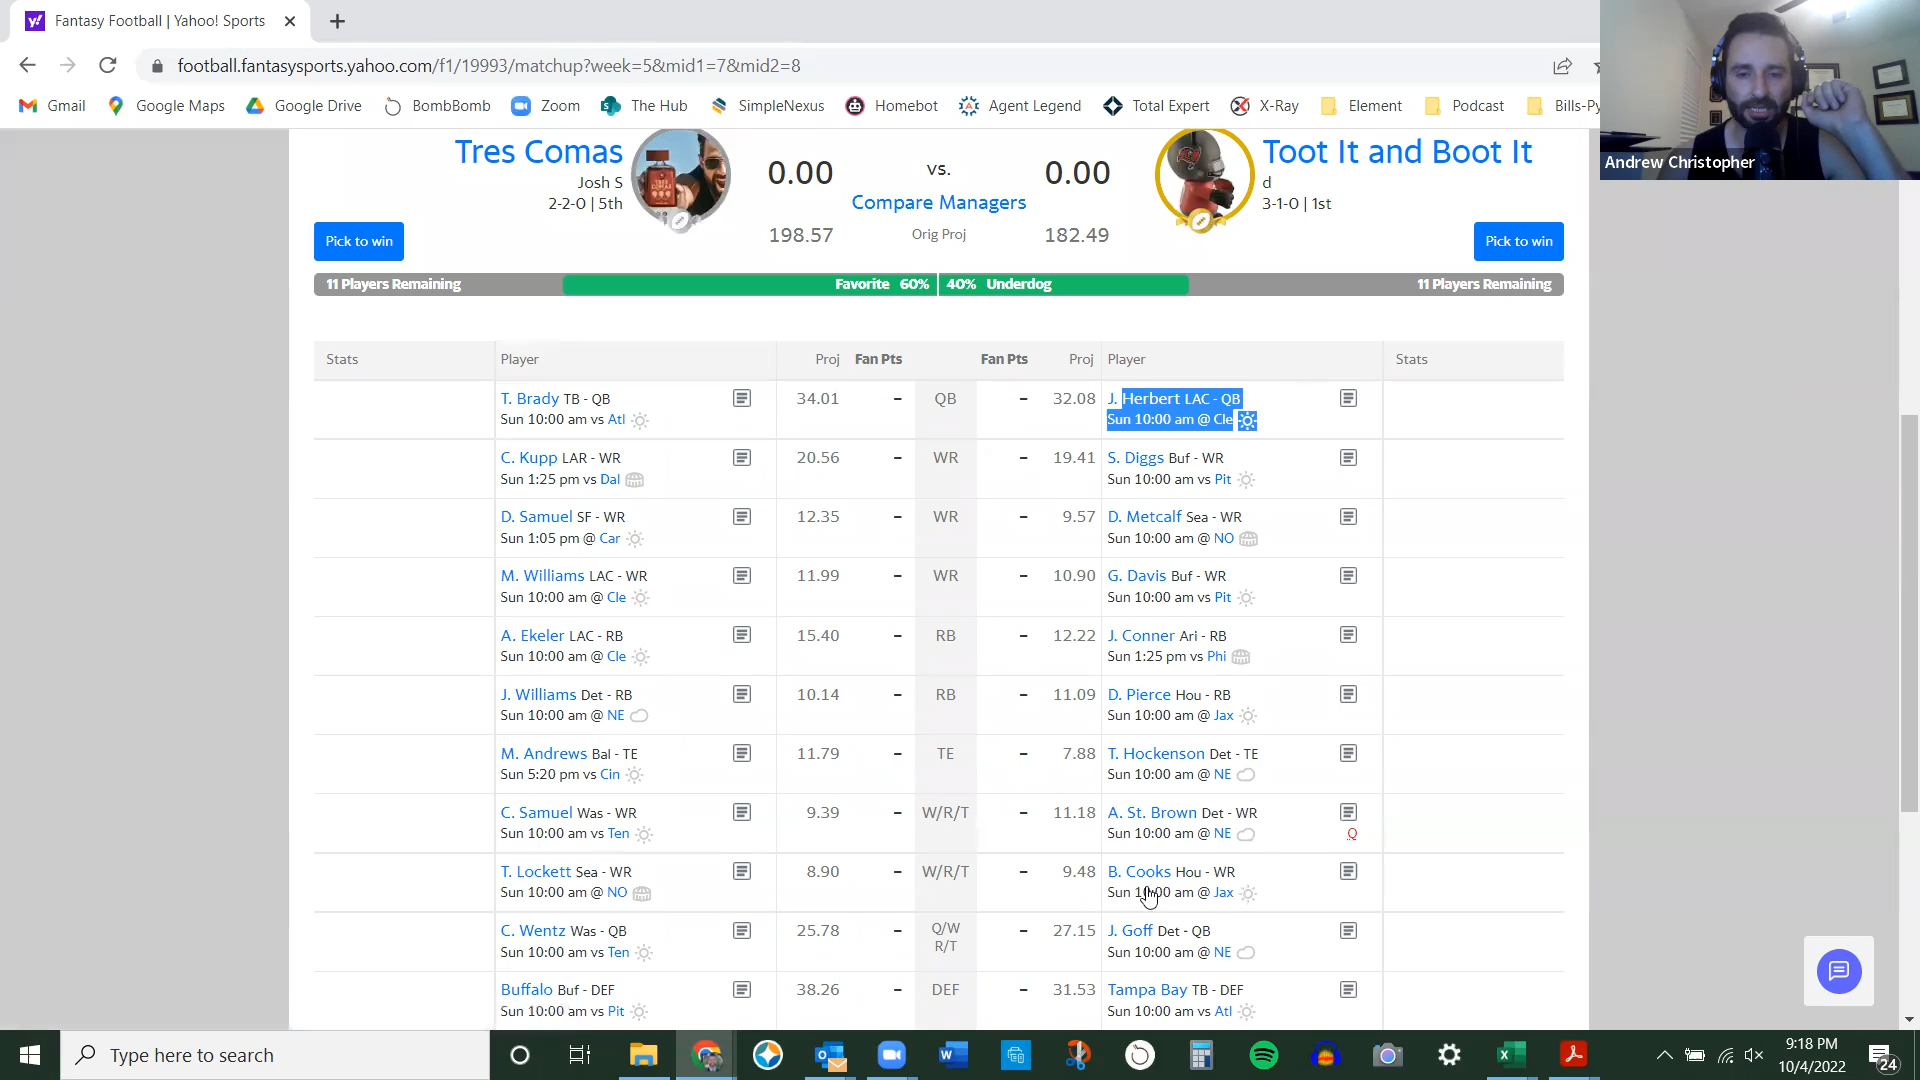 Fantasy Football | Yahoo! Sports
football.fantasysports.yahoo.com/f1/19993/matchup?week=5&mid1=7&mid2=8
Gmail Google Maps Google Drive BombBomb Zoom The Hub SimpleNexus Homebot Agent Legend Total Expert X-Ray Element Podcast Bills-Py
Andrew Christopher
Tres Comas 0.00 vs. 0.00 Toot It and Boot It
Josh S d
2-2-0 | 5th Compare Managers 3-1-0 | 1st
198.57 Orig Proj 182.49
Pick to win Pick to win
11 Players Remaining Favorite 60% 40% Underdog 11 Players Remaining
Stats Player Proj Fan Pts Fan Pts Proj Player Stats
T. Brady TB - QB 34.01 – QB – 32.08 J. Herbert LAC - QB
Sun 10:00 am vs Atl Sun 10:00 am @ Cle
C. Kupp LAR - WR 20.56 – WR – 19.41 S. Diggs Buf - WR
Sun 1:25 pm vs Dal Sun 10:00 am vs Pit
D. Samuel SF - WR 12.35 – WR – 9.57 D. Metcalf Sea - WR
Sun 1:05 pm @ Car Sun 10:00 am @ NO
M. Williams LAC - WR 11.99 – WR – 10.90 G. Davis Buf - WR
Sun 10:00 am @ Cle Sun 10:00 am vs Pit
A. Ekeler LAC - RB 15.40 – RB – 12.22 J. Conner Ari - RB
Sun 10:00 am @ Cle Sun 1:25 pm vs Phi
J. Williams Det - RB 10.14 – RB – 11.09 D. Pierce Hou - RB
Sun 10:00 am @ NE Sun 10:00 am @ Jax
M. Andrews Bal - TE 11.79 – TE – 7.88 T. Hockenson Det - TE
Sun 5:20 pm vs Cin Sun 10:00 am @ NE
C. Samuel Was - WR 9.39 – W/R/T – 11.18 A. St. Brown Det - WR
Sun 10:00 am vs Ten Sun 10:00 am @ NE Q
T. Lockett Sea - WR 8.90 – W/R/T – 9.48 B. Cooks Hou - WR
Sun 10:00 am @ NO Sun 10:00 am @ Jax
C. Wentz Was - QB 25.78 – Q/W R/T – 27.15 J. Goff Det - QB
Sun 10:00 am vs Ten Sun 10:00 am @ NE
Buffalo Buf - DEF 38.26 – DEF – 31.53 Tampa Bay TB - DEF
Sun 10:00 am vs Pit Sun 10:00 am vs Atl
Type here to search
9:18 PM
10/4/2022
24